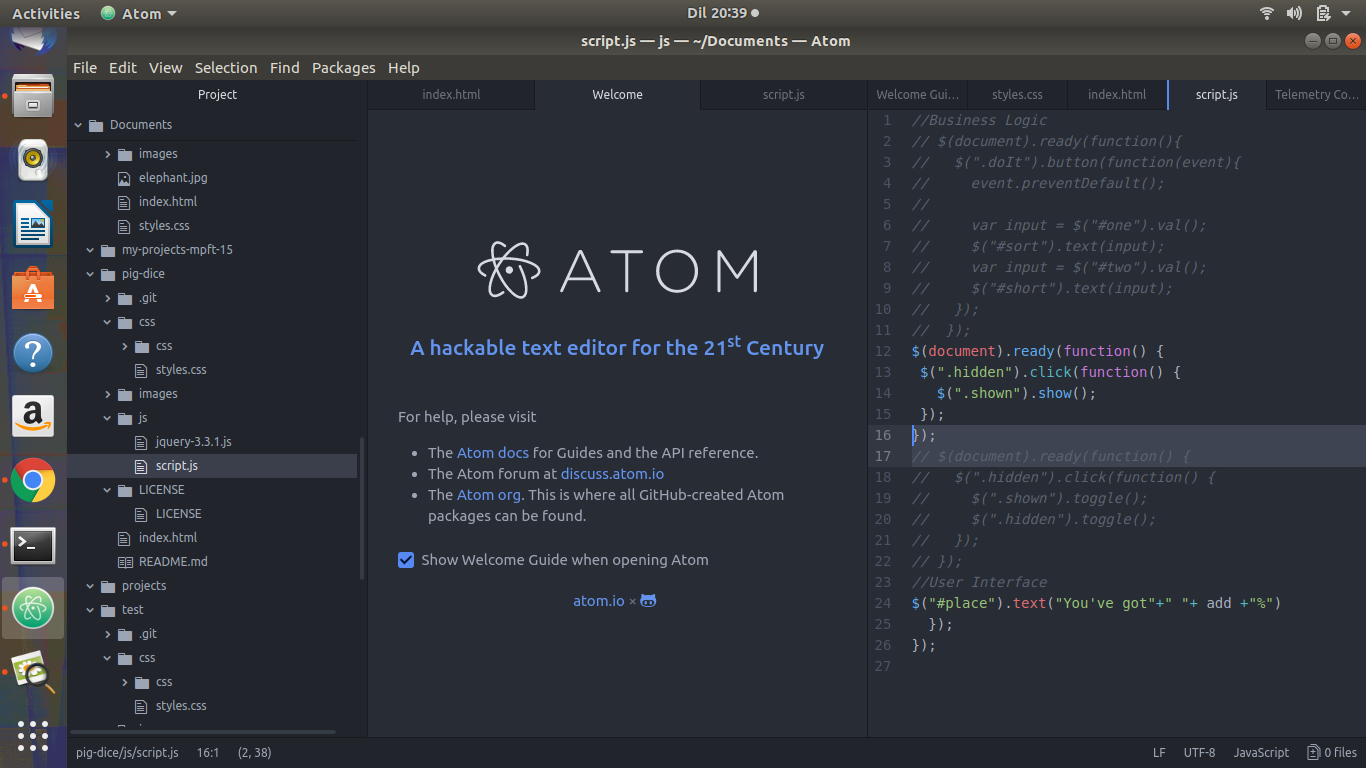 Activities Atom Dil 20:39
script.js — js — ~/Documents — Atom
File Edit View Selection Find Packages Help
Project
Documents
images
elephant.jpg
index.html
styles.css
my-projects-mpft-15
pig-dice
.git
css
css
styles.css
images
js
jquery-3.3.1.js
script.js
LICENSE
LICENSE
index.html
README.md
projects
test
.git
css
css
styles.css
index.html Welcome script.js
ATOM
A hackable text editor for the 21st Century
For help, please visit
• The Atom docs for Guides and the API reference.
• The Atom forum at discuss.atom.io
• The Atom org. This is where all GitHub-created Atom
packages can be found.
Show Welcome Guide when opening Atom
atom.io ×
Welcome Gui… styles.css index.html script.js Telemetry Co…
1 //Business Logic
2 // $(document).ready(function(){
3 //   $(".doIt").button(function(event){
4 //     event.preventDefault();
5 //
6 //     var input = $("#one").val();
7 //     $("#sort").text(input);
8 //     var input = $("#two").val();
9 //     $("#short").text(input);
10 //   });
11 //  });
12 $(document).ready(function() {
13  $(".hidden").click(function() {
14    $(".shown").show();
15  });
16 });
17 // $(document).ready(function() {
18 //   $(".hidden").click(function() {
19 //     $(".shown").toggle();
20 //     $(".hidden").toggle();
21 //   });
22 // });
23 //User Interface
24 $("#place").text("You've got"+" "+ add +"%")
25   });
26 });
27
pig-dice/js/script.js 16:1 (2, 38) LF UTF-8 JavaScript 0 files